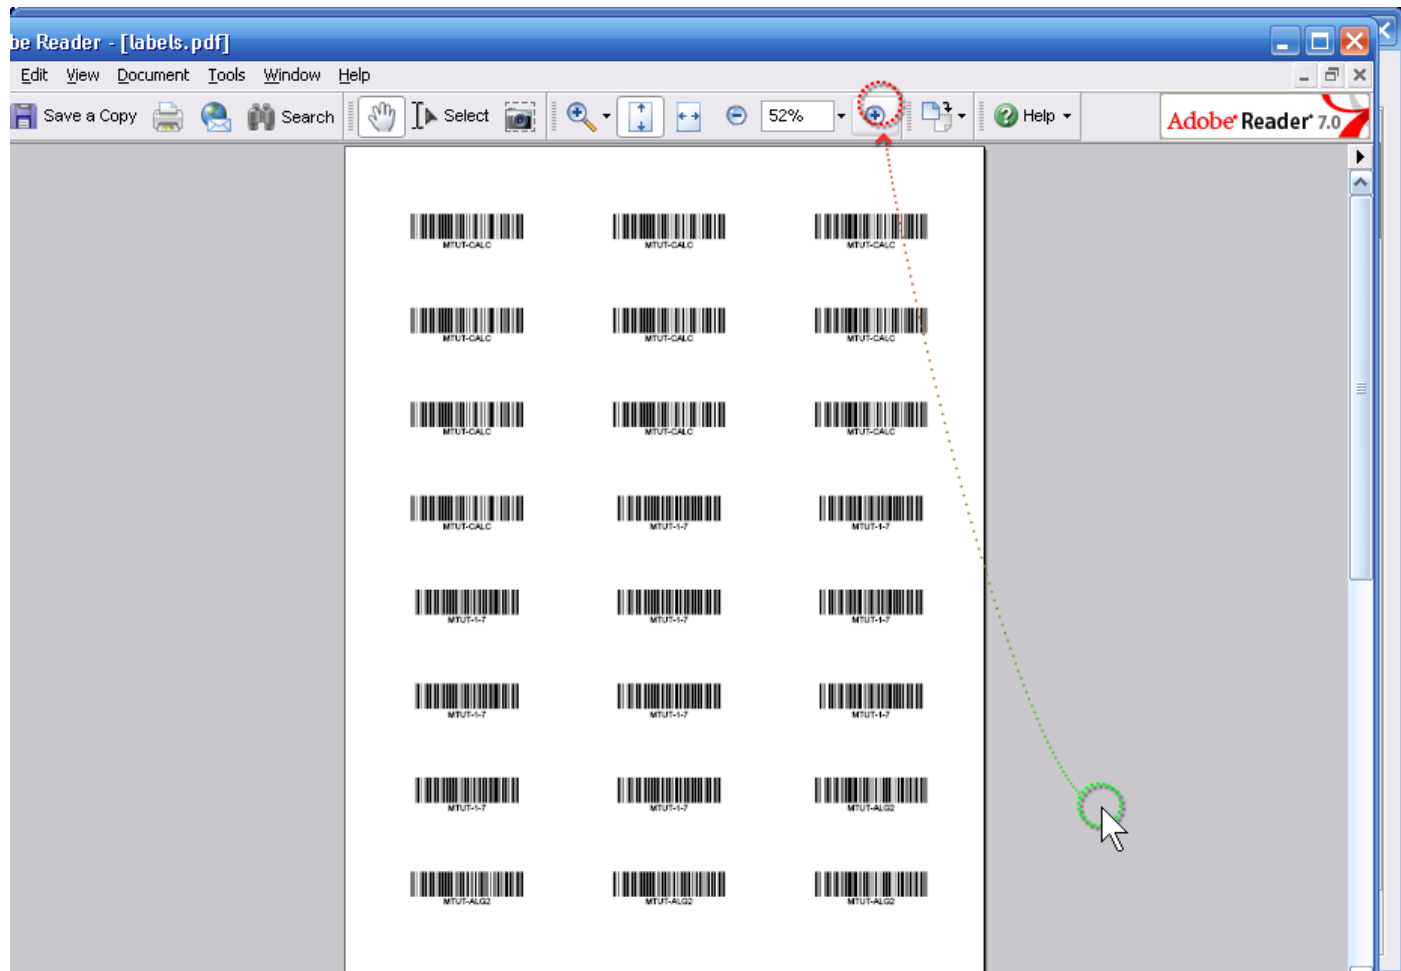 be Reader - [labels.pdf]
Edit View Document Tools Window Help
Save a Copy Search Select 52% Help Adobe Reader 7.0
MTUT-CALC MTUT-CALC MTUT-CALC
MTUT-CALC MTUT-CALC MTUT-CALC
MTUT-CALC MTUT-CALC MTUT-CALC
MTUT-CALC MTUT-1-7 MTUT-1-7
MTUT-1-7 MTUT-1-7 MTUT-1-7
MTUT-1-7 MTUT-1-7 MTUT-1-7
MTUT-1-7 MTUT-1-7 MTUT-ALG2
MTUT-ALG2 MTUT-ALG2 MTUT-ALG2